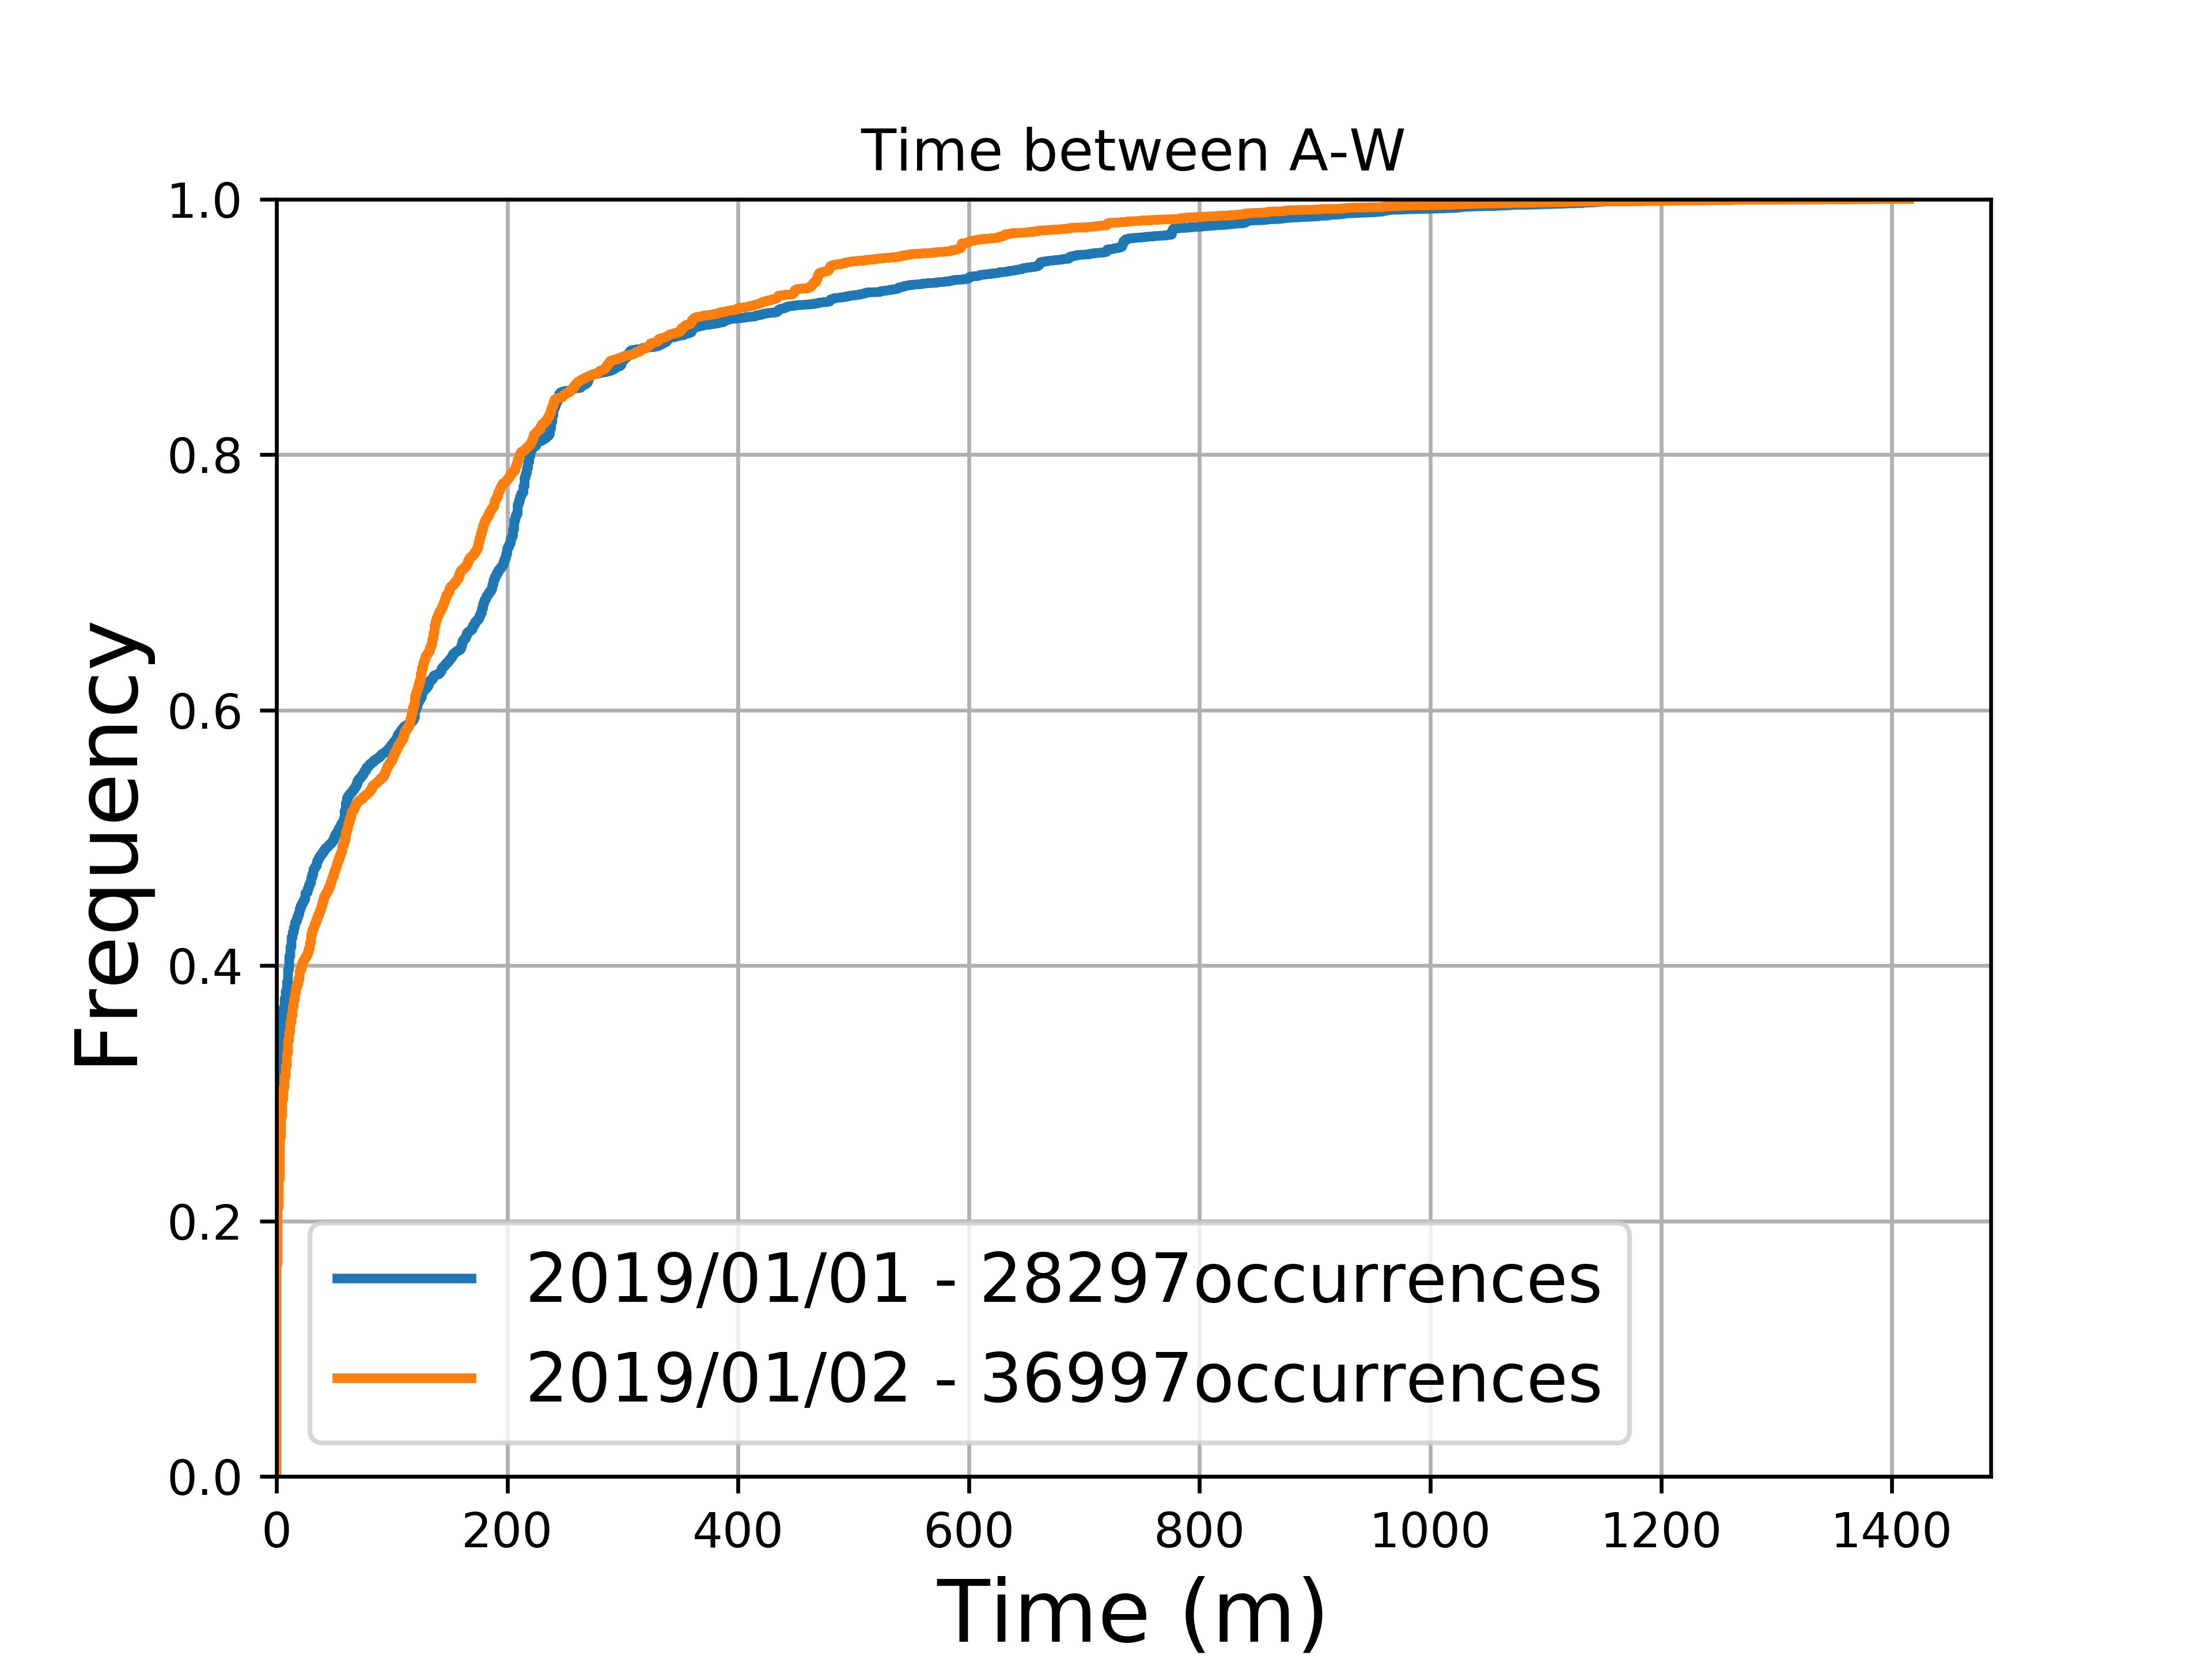 Time between A-W
1.0
0.8
0.6
0.4
0.2
0.0
Frequency
2019/01/01 - 28297occurrences
2019/01/02 - 36997occurrences
0 200 400 600 800 1000 1200 1400
Time (m)